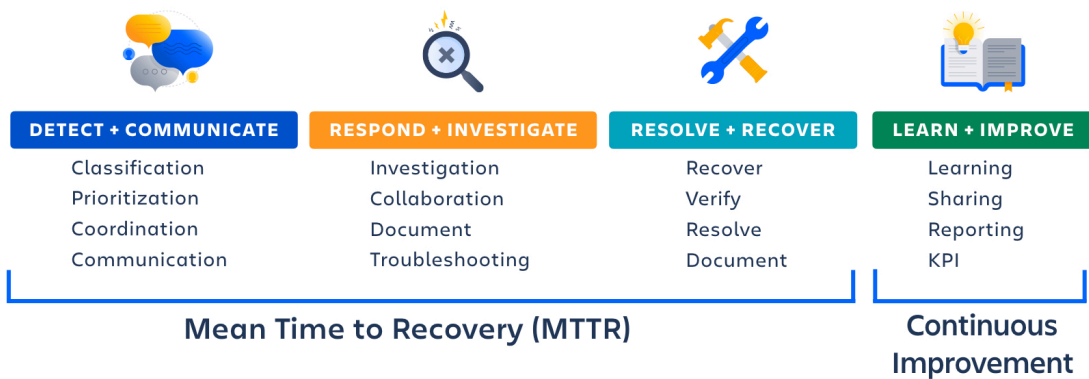 DETECT + COMMUNICATE
Classification
Prioritization
Coordination
Communication
RESPOND + INVESTIGATE
Investigation
Collaboration
Document
Troubleshooting
RESOLVE + RECOVER
Recover
Verify
Resolve
Document
LEARN + IMPROVE
Learning
Sharing
Reporting
KPI
Mean Time to Recovery (MTTR)
Continuous
Improvement